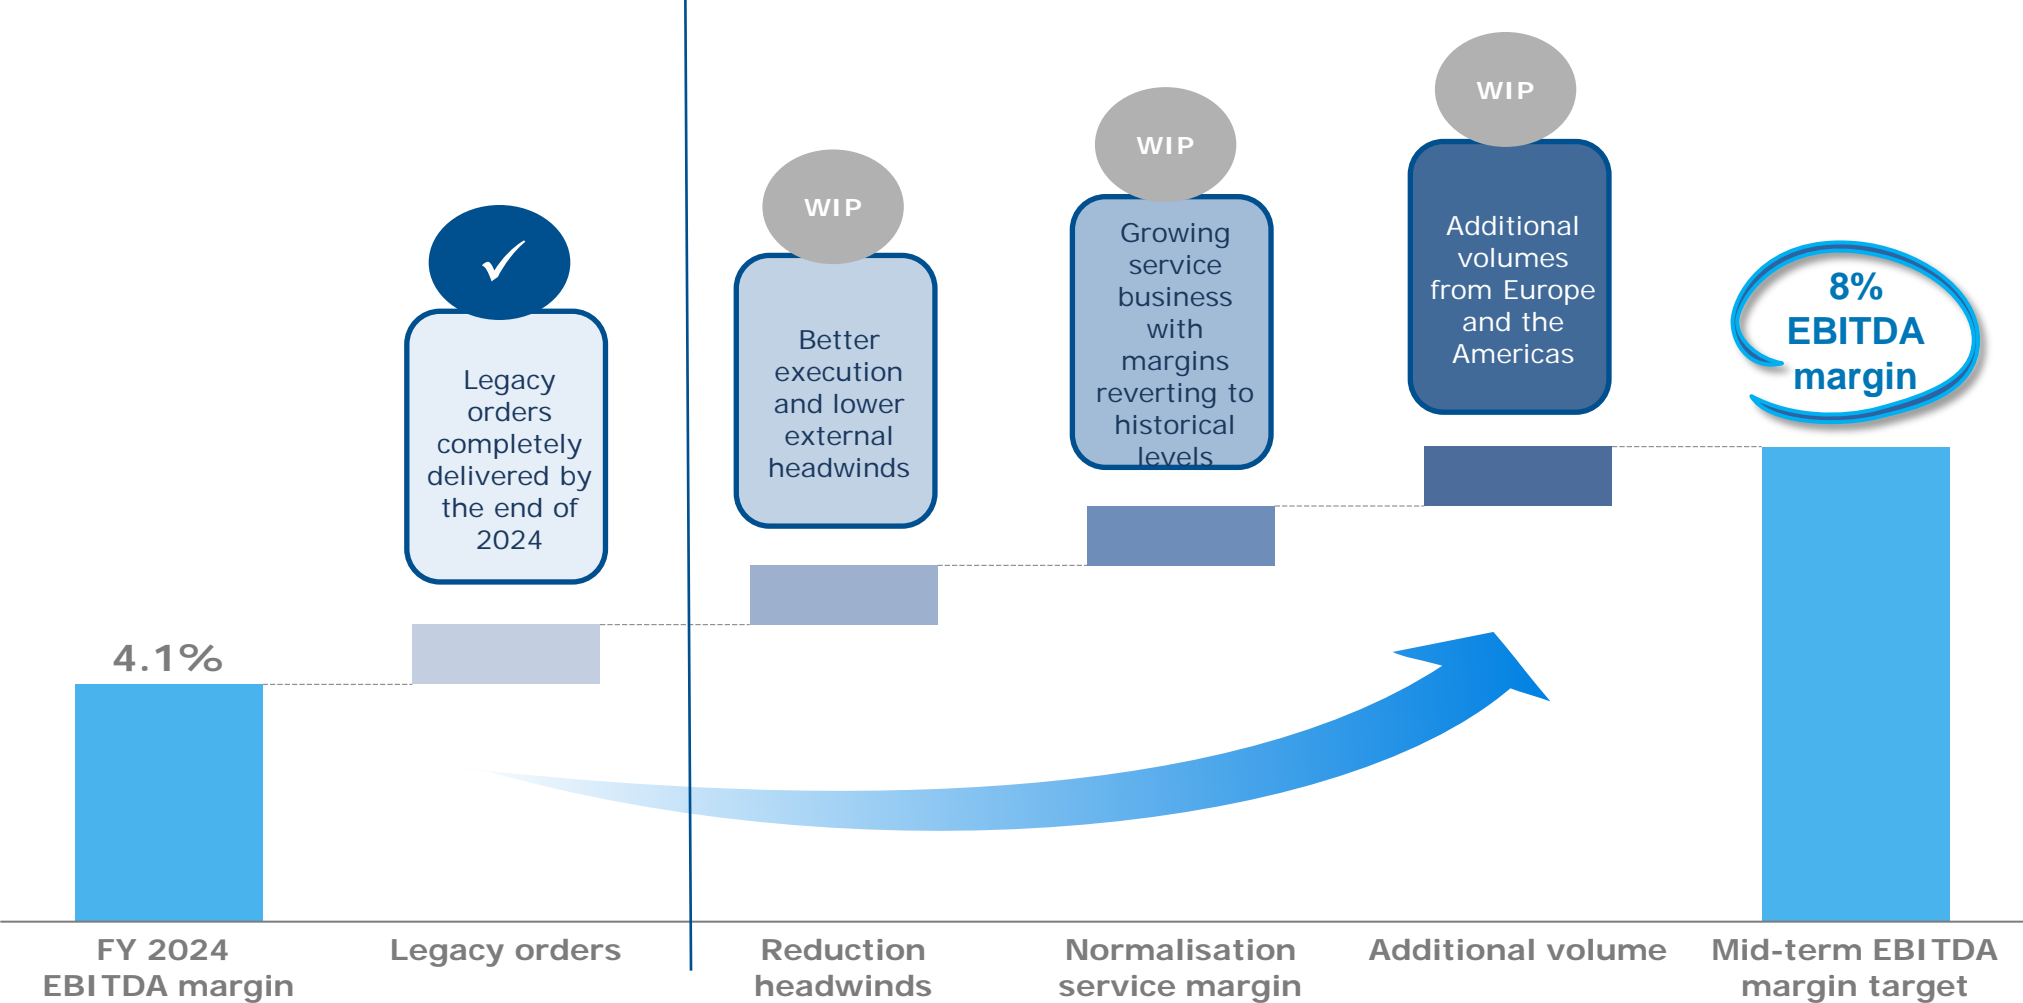 WIP
WIP
WIP
✓
Legacy
orders
completely
delivered by
the end of
2024
Better
execution
and lower
external
headwinds
Growing
service
business
with
margins
reverting to
historical
levels
Additional
volumes
from Europe
and the
Americas
8%
EBITDA
margin
4.1%
FY 2024
EBITDA margin
Legacy orders
Reduction
headwinds
Normalisation
service margin
Additional volume
Mid-term EBITDA
margin target